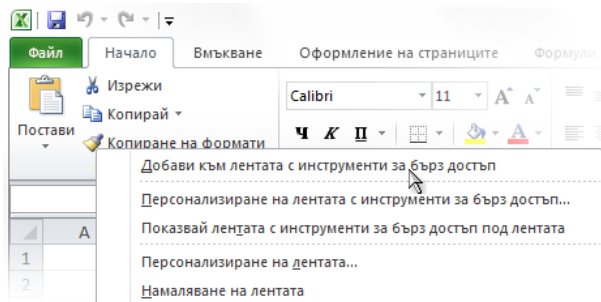 Файл Начало Вмъкване Оформление на страниците Формули
Изрежи
Копирай
Постави
Копиране на формати
Calibri 11 А А
Ч К П А
Добави към лентата с инструменти за бърз достъп
Персонализиране на лентата с инструменти за бърз достъп...
Показвай лентата с инструменти за бърз достъп под лентата
Персонализиране на лентата...
Намаляване на лентата
A
1
2